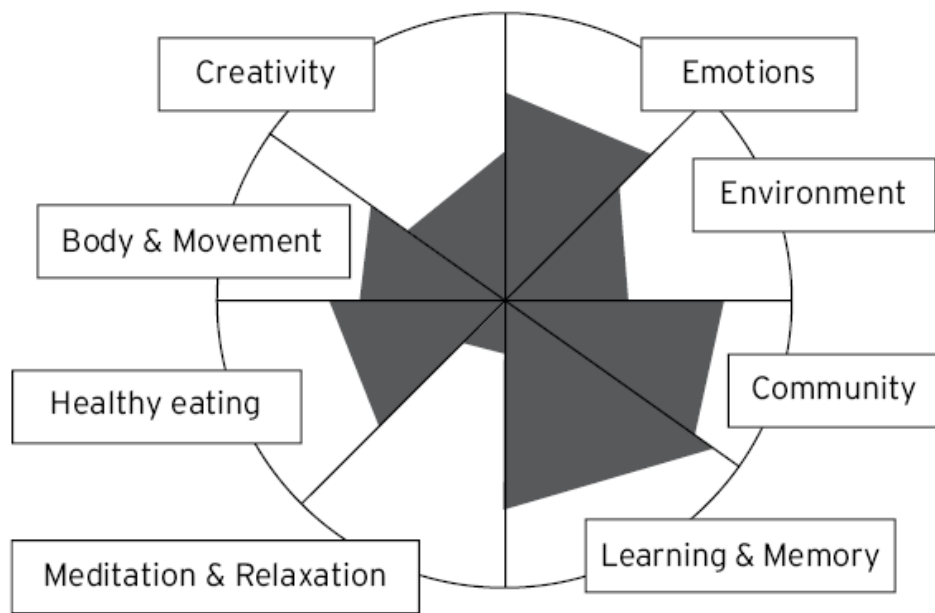 Creativity
Emotions
Environment
Body & Movement
Healthy eating
Community
Learning & Memory
Meditation & Relaxation